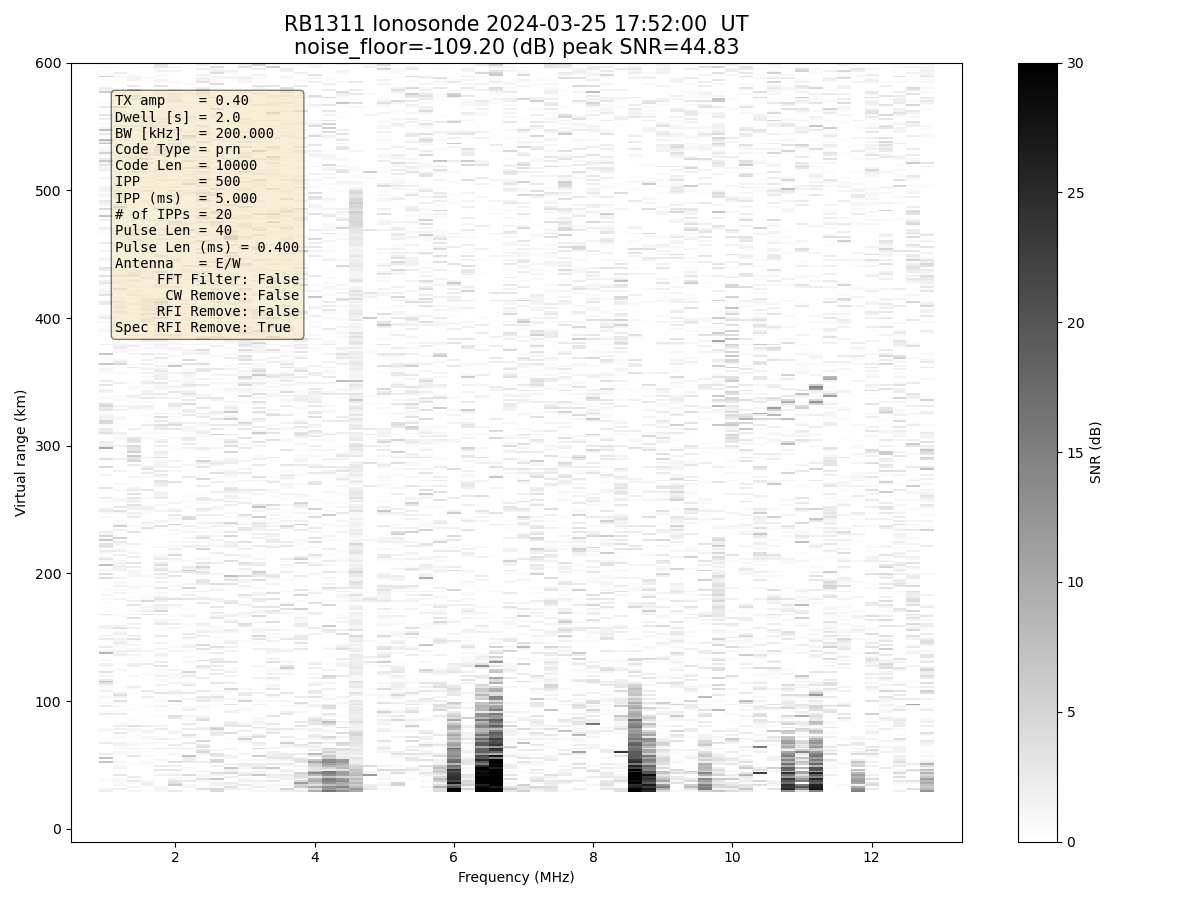 RB1311 Ionosonde 2024-03-25 17:52:00 UT
noise_floor=-109.20 (dB) peak SNR=44.83
600
500
400
300
200
100
0
Virtual range (km)
TX amp    = 0.40
Dwell [s] = 2.0
BW [kHz]  = 200.000
Code Type = prn
Code Len  = 10000
IPP       = 500
IPP (ms)  = 5.000
# of IPPs = 20
Pulse Len = 40
Pulse Len (ms) = 0.400
Antenna   = E/W
FFT Filter: False
CW Remove: False
RFI Remove: False
Spec RFI Remove: True
2 4 6 8 10 12
Frequency (MHz)
30
25
20
15
10
5
0
SNR (dB)